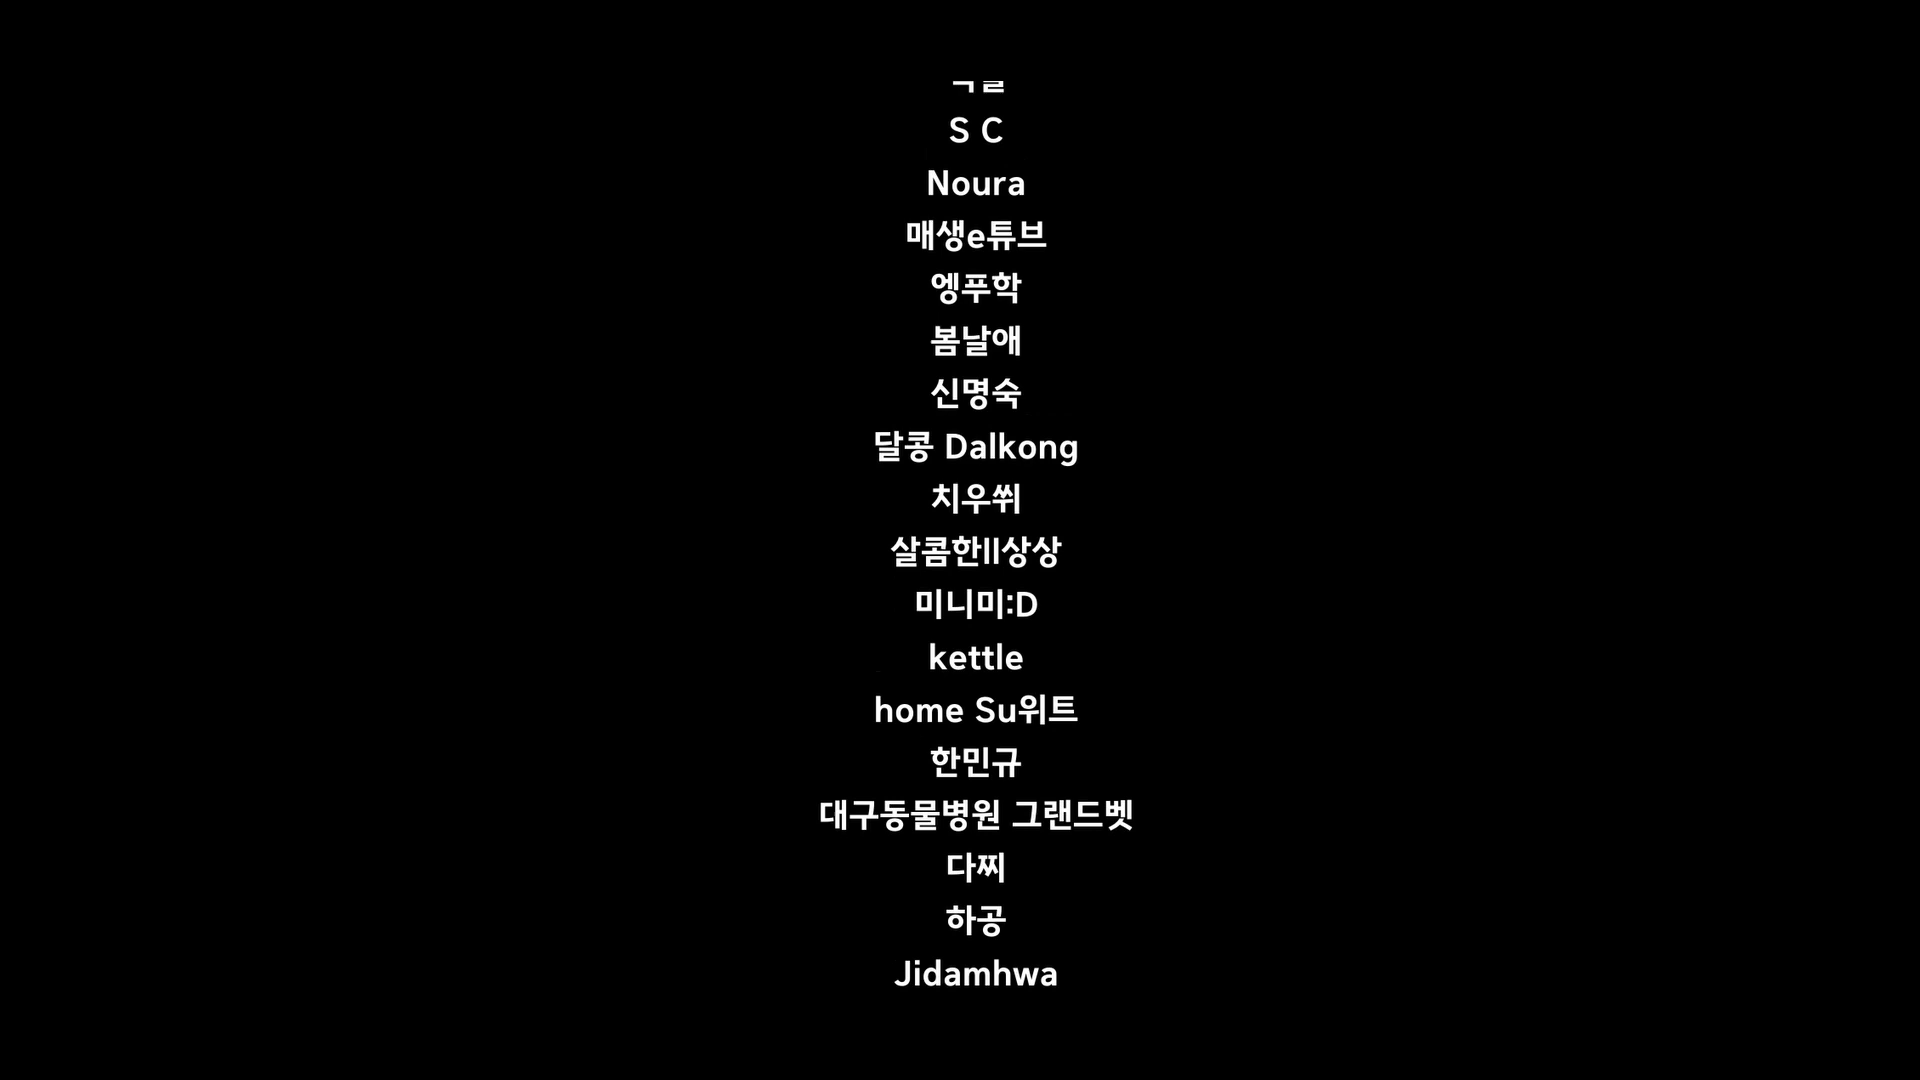 S C
Noura
매생e튜브
엥푸학
봄날애
신명숙
달콩 Dalkong
치우쒸
살콤한ll상상
미니미:D
kettle
home Su위트
한민규
대구동물병원 그랜드벳
다찌
하공
Jidamhwa